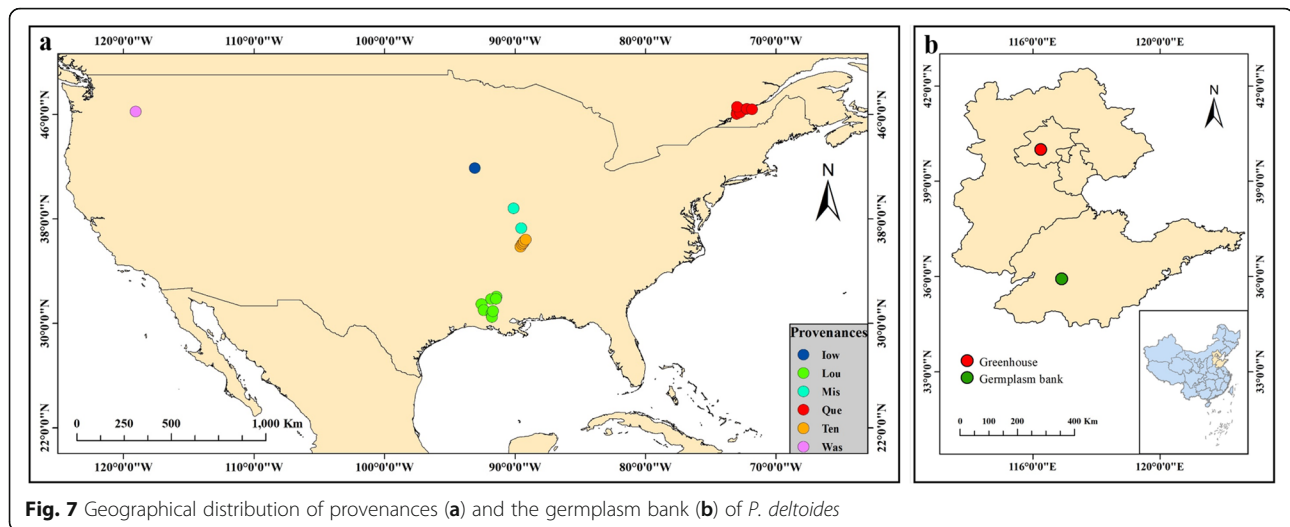 a
120°0'0"W 110°0'0"W 100°0'0"W 90°0'0"W 80°0'0"W 70°0'0"W
46°0'0"N
38°0'0"N
30°0'0"N
22°0'0"N
46°0'0"N
38°0'0"N
30°0'0"N
22°0'0"N
N
Provenances
Iow
Lou
Mis
Que
Ten
Was
0 250 500 1,000 Km
120°0'0"W 110°0'0"W 100°0'0"W 90°0'0"W 80°0'0"W 70°0'0"W
b
116°0'0"E 120°0'0"E
42°0'0"N
39°0'0"N
36°0'0"N
33°0'0"N
42°0'0"N
39°0'0"N
36°0'0"N
33°0'0"N
N
Greenhouse
Germplasm bank
0 100 200 300 400 Km
116°0'0"E 120°0'0"E
Fig. 7 Geographical distribution of provenances (a) and the germplasm bank (b) of P. deltoides